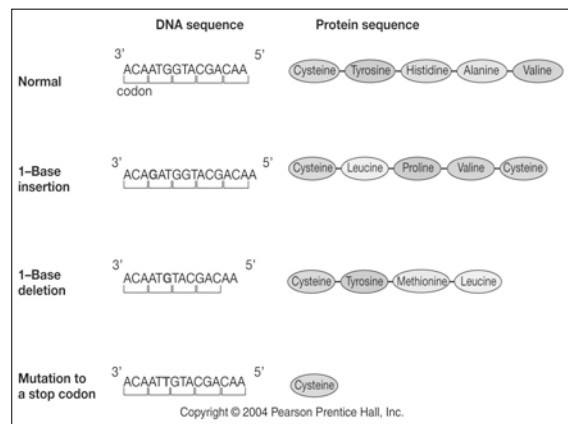 DNA sequence Protein sequence
3’ 5’
Normal ACAATGGTACGACAA Cysteine Tyrosine Histidine Alanine Valine
codon
3’ 5’
1–Base insertion ACAGATGGTACGACAA Cysteine Leucine Proline Valine Cysteine
3’ 5’
1–Base deletion ACAATGTACGACAA Cysteine Tyrosine Methionine Leucine
3’ 5’
Mutation to a stop codon ACAATTGTACGACAA Cysteine
Copyright © 2004 Pearson Prentice Hall, Inc.